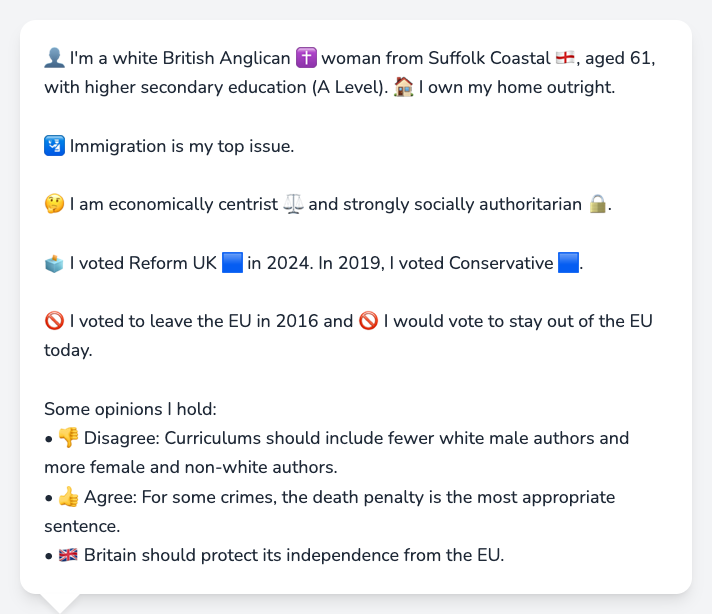 👤 I'm a white British Anglican ✝️ woman from Suffolk Coastal 🏴󠁧󠁢󠁥󠁮󠁧󠁿, aged 61,
with higher secondary education (A Level). 🏠 I own my home outright.
🛂 Immigration is my top issue.
🤔 I am economically centrist ⚖️ and strongly socially authoritarian 🔒.
🗳️ I voted Reform UK 🟦 in 2024. In 2019, I voted Conservative 🟦.
🚫 I voted to leave the EU in 2016 and 🚫 I would vote to stay out of the EU
today.
Some opinions I hold:
• 👎 Disagree: Curriculums should include fewer white male authors and
more female and non-white authors.
• 👍 Agree: For some crimes, the death penalty is the most appropriate
sentence.
• 🇬🇧 Britain should protect its independence from the EU.